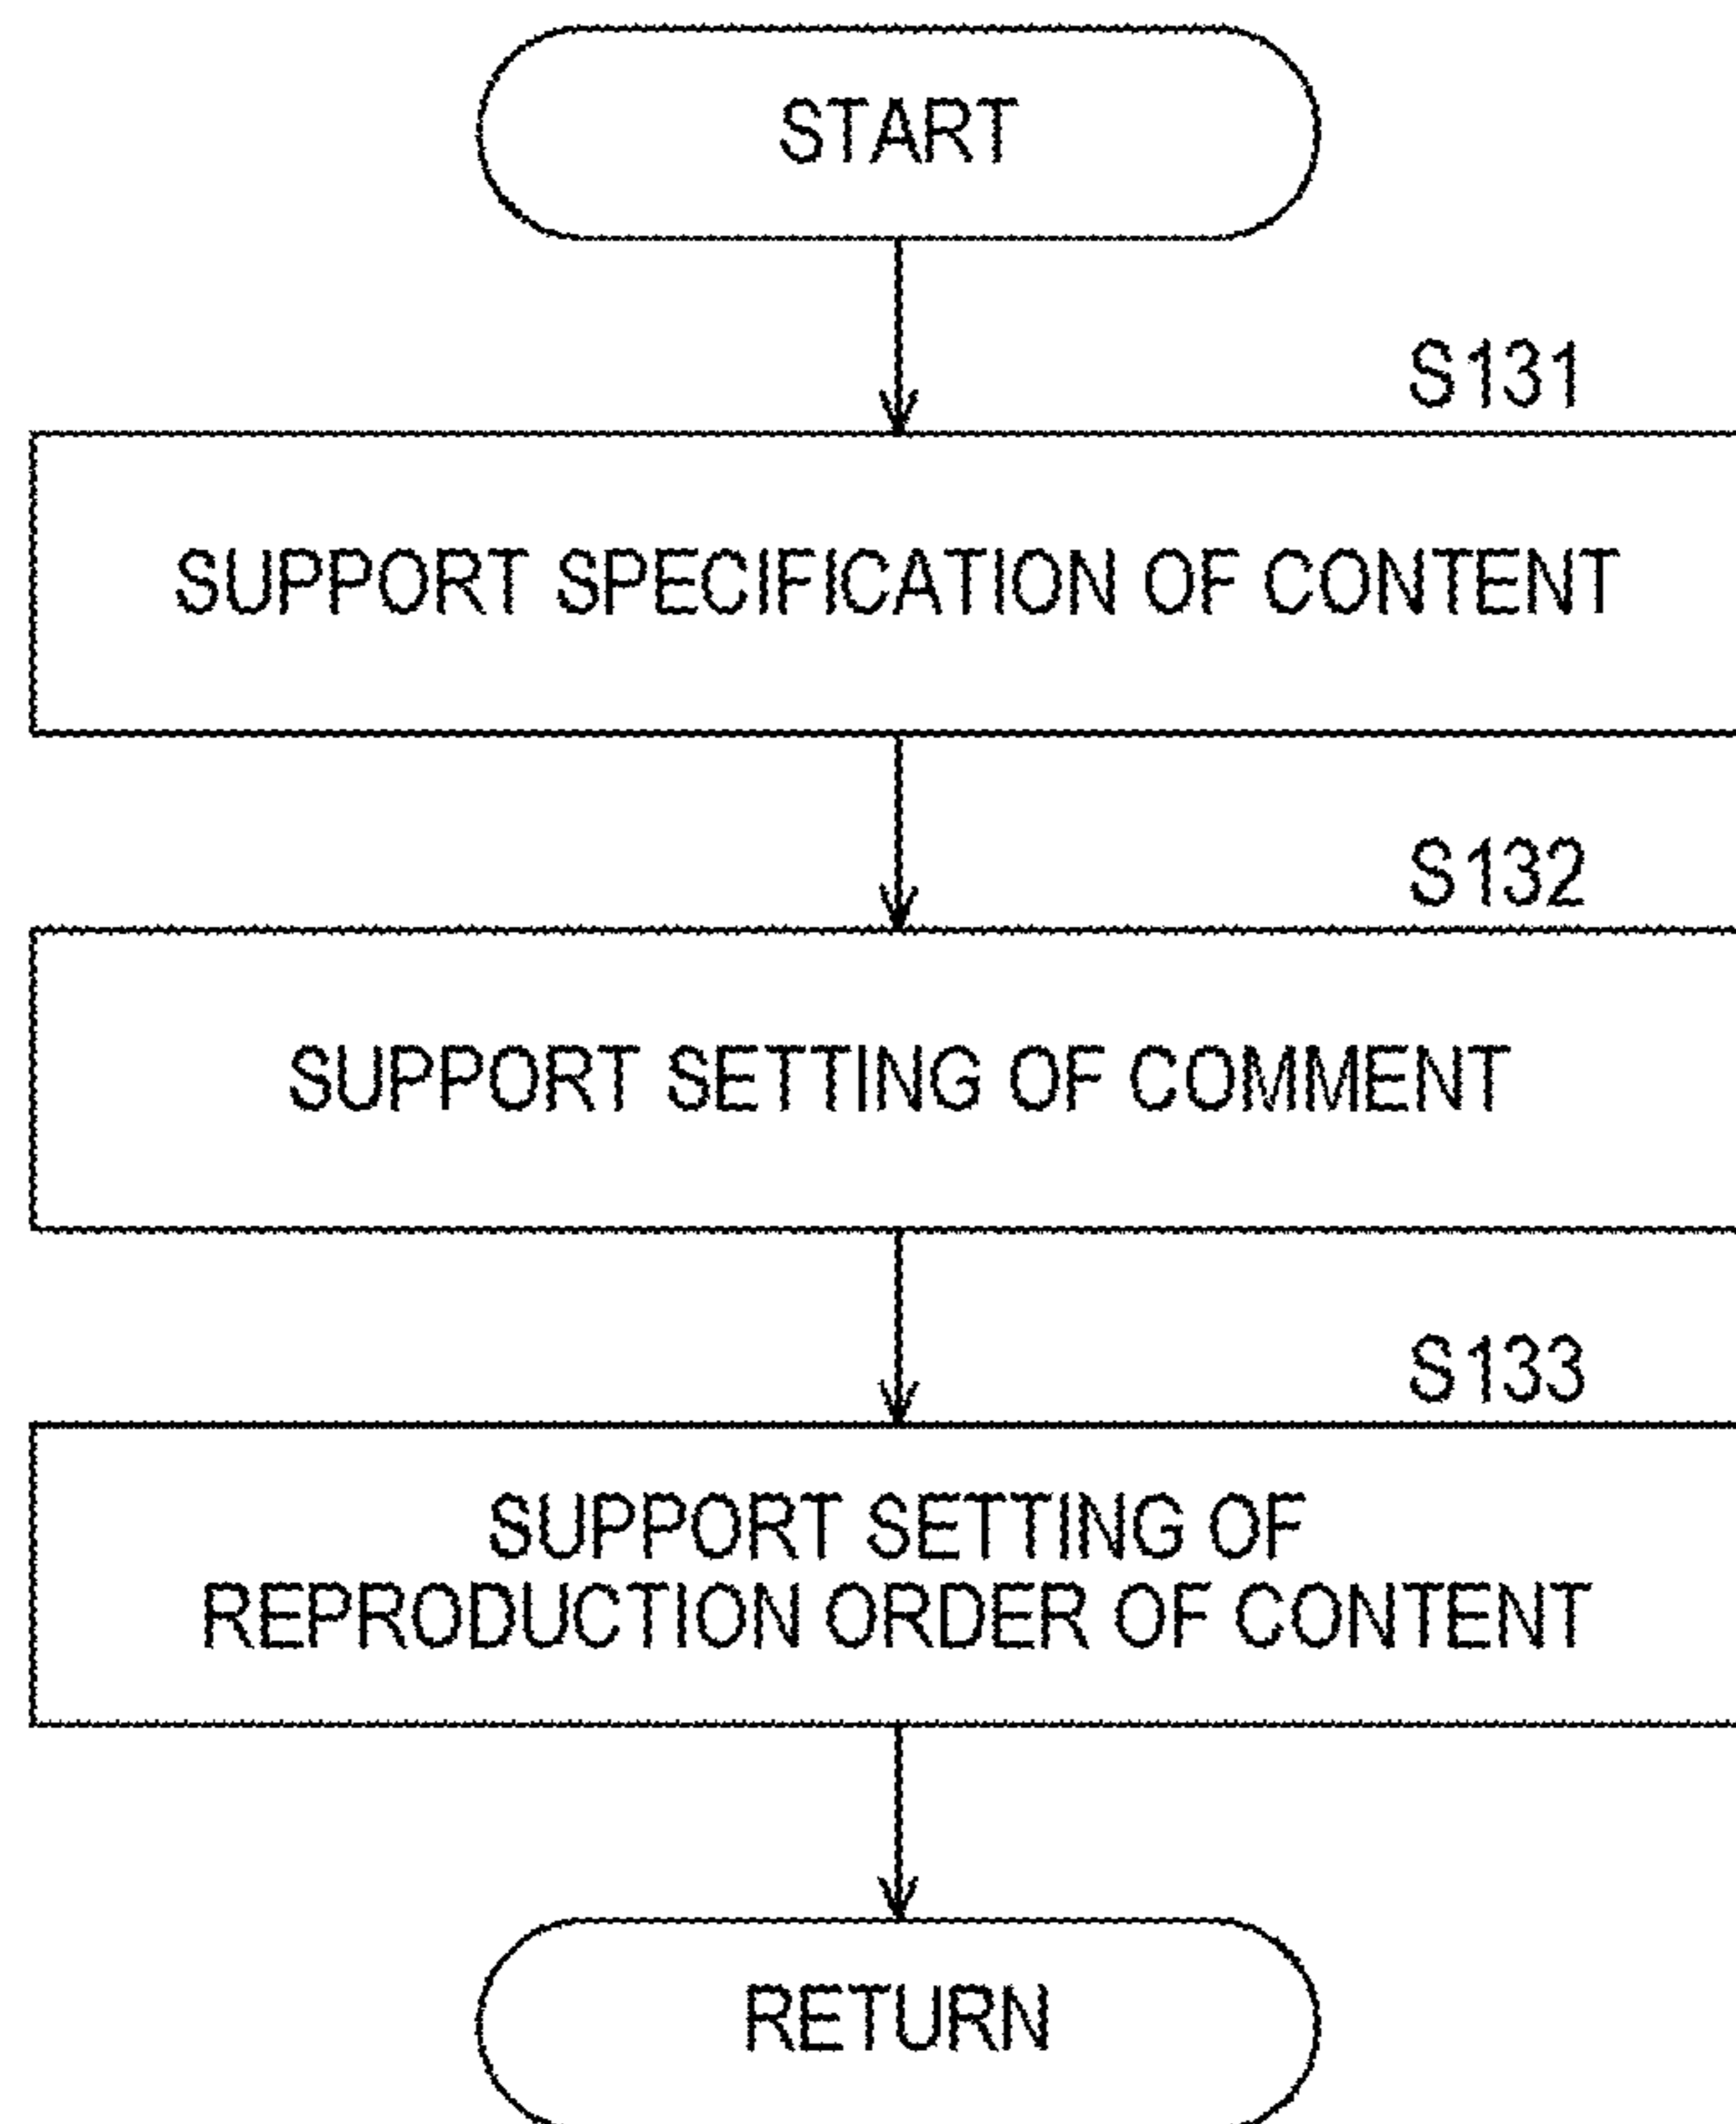 START
S131
SUPPORT SPECIFICATION OF CONTENT
S132
SUPPORT SETTING OF COMMENT
S133
SUPPORT SETTING OF
REPRODUCTION ORDER OF CONTENT
RETURN